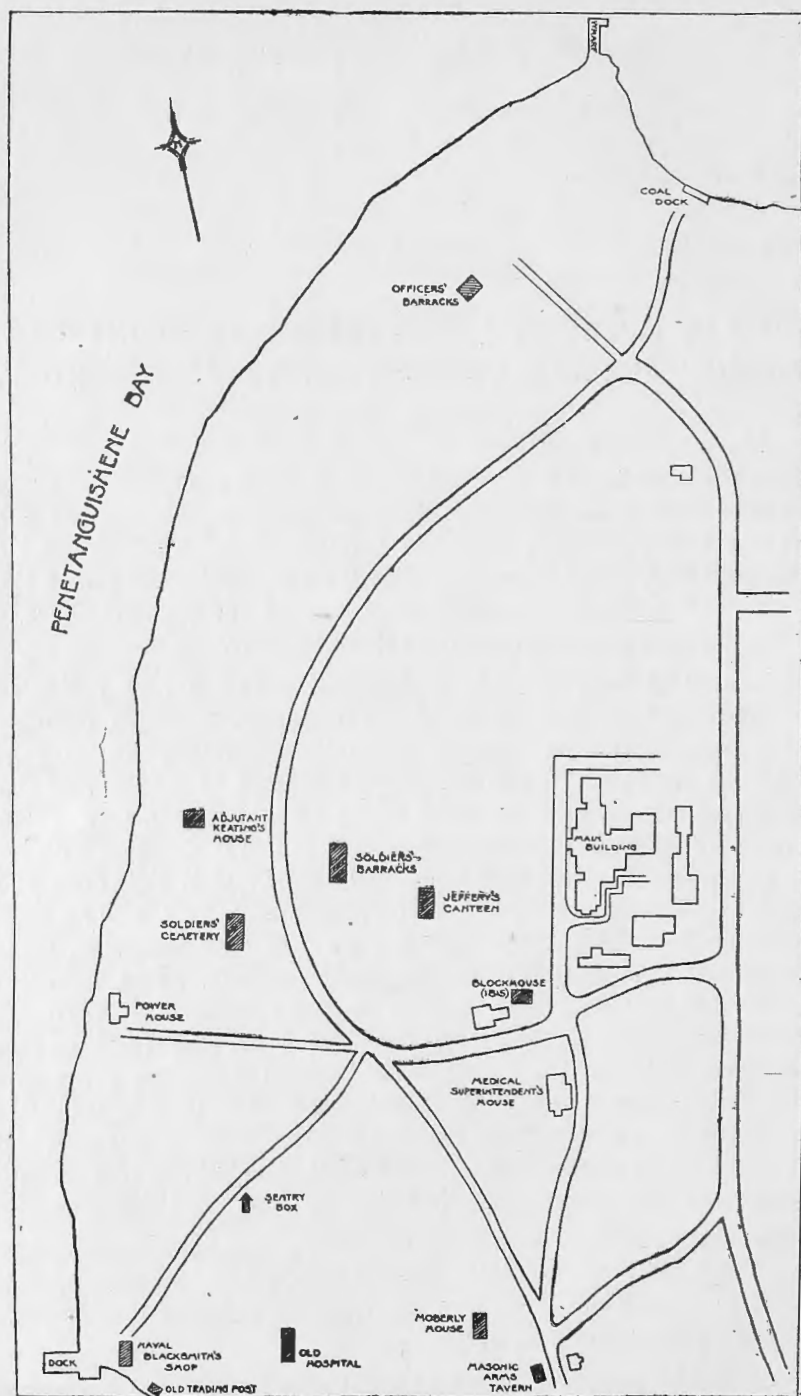 WHARF
COAL
DOCK
OFFICERS'
BARRACKS
PENETANGUISHENE BAY
ADJUTANT
KEATING'S
HOUSE
SOLDIERS'
BARRACKS
MAIN
BUILDING
JEFFERY'S
CANTEEN
SOLDIERS'
CEMETERY
BLOCKHOUSE
(1815)
POWER
HOUSE
MEDICAL
SUPERINTENDENT'S
HOUSE
SENTRY
BOX
MOBERLY
HOUSE
NAVAL
BLACKSMITH'S
SHOP
OLD
HOSPITAL
DOCK
MASONIC
ARMS
TAVERN
OLD TRADING POST